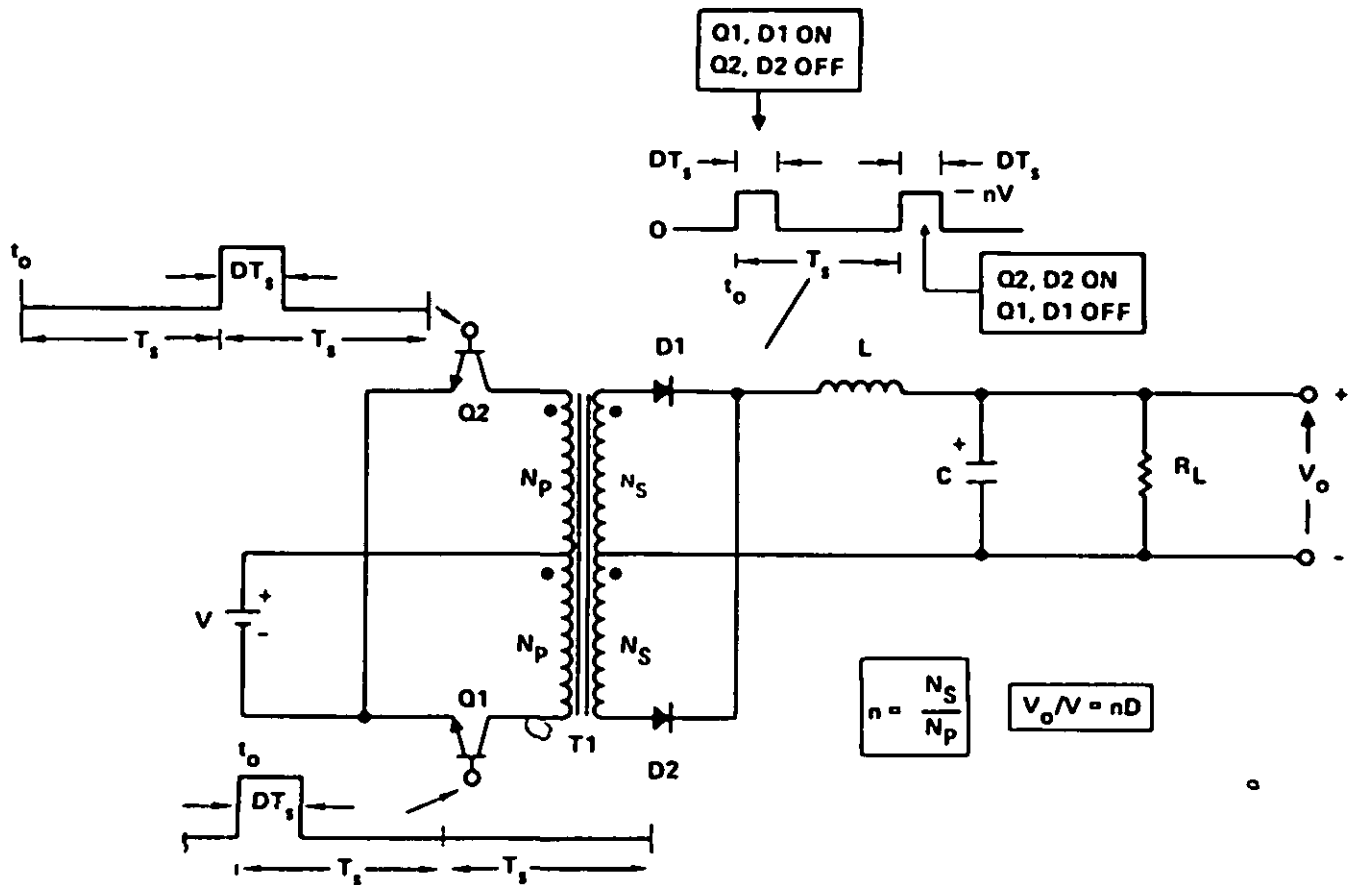 Q1, D1 ON
Q2, D2 OFF
DTs
DTs
nV
0
to
Ts
to
DTs
Q2, D2 ON
Q1, D1 OFF
Ts
Ts
D1
L
Q2
+
+
NP
NS
C
RL
Vo
-
+
V
-
NP
NS
Q1
n = NS/NP
Vo/V = nD
T1
to
D2
DTs
Ts
Ts